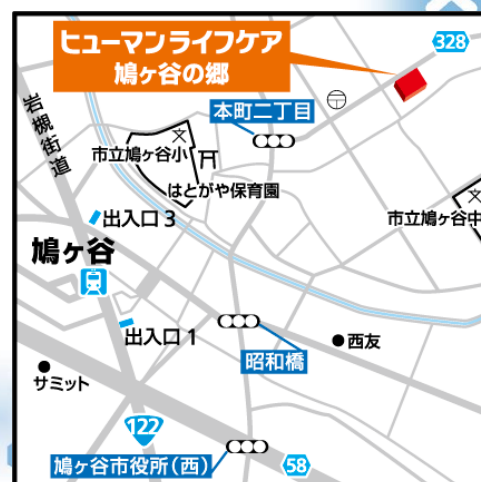 ヒューマンライフケア
鳩ヶ谷の郷
328
岩槻街道
本町二丁目
市立鳩ヶ谷小
はとがや保育園
市立鳩ヶ谷中
出入口3
鳩ヶ谷
出入口1
昭和橋
西友
サミット
122
鳩ヶ谷市役所(西)
58